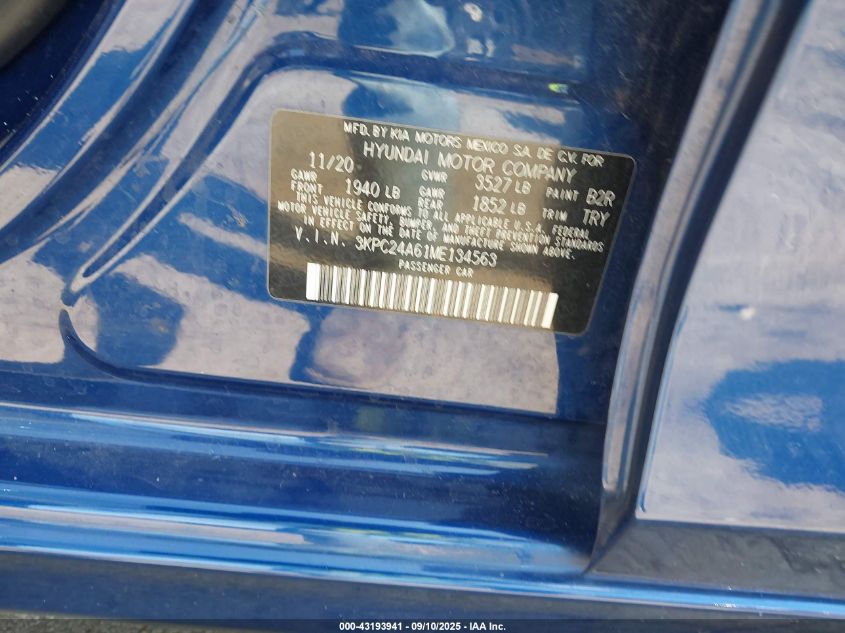 MFD. BY KIA MOTORS MEXICO S.A. DE C.V. FOR
HYUNDAI MOTOR COMPANY
11/20 GVWR 3527 LB PAINT B2R
GAWR FRONT 1940 LB GAWR REAR 1852 LB TRIM TRY
THIS VEHICLE CONFORMS TO ALL APPLICABLE U.S.A. FEDERAL
MOTOR VEHICLE SAFETY, BUMPER, AND THEFT PREVENTION STANDARDS
IN EFFECT ON THE DATE OF MANUFACTURE SHOWN ABOVE.
V.I.N. 3KPC24A61ME134563
PASSENGER CAR
000-43193941 - 09/10/2025 - IAA Inc.